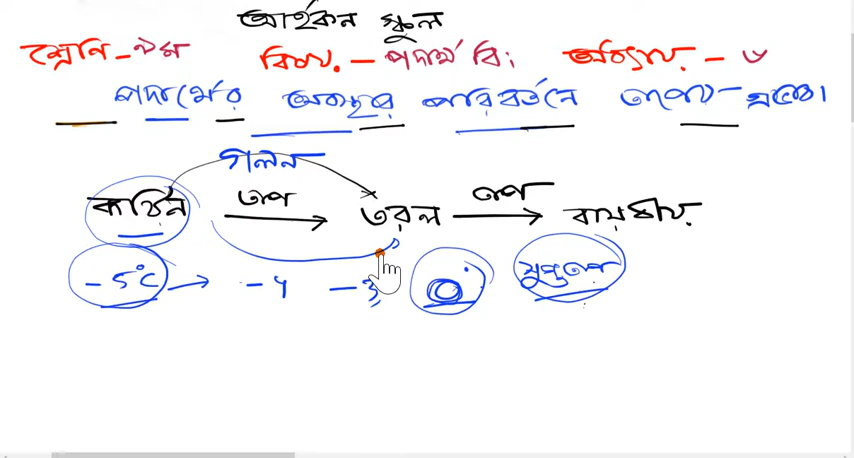 আইকন স্কুল
শ্রেণি - ৯ম বিষয়. - পদার্থ বি: অধ্যায় - ৬
পদার্থের অবস্থার পরিবর্তনে তাপের প্রভাব।
গলন
কঠিন তাপ তরল তাপ বায়বীয়
-5°C → -4 -3 0° সুপ্ততাপ